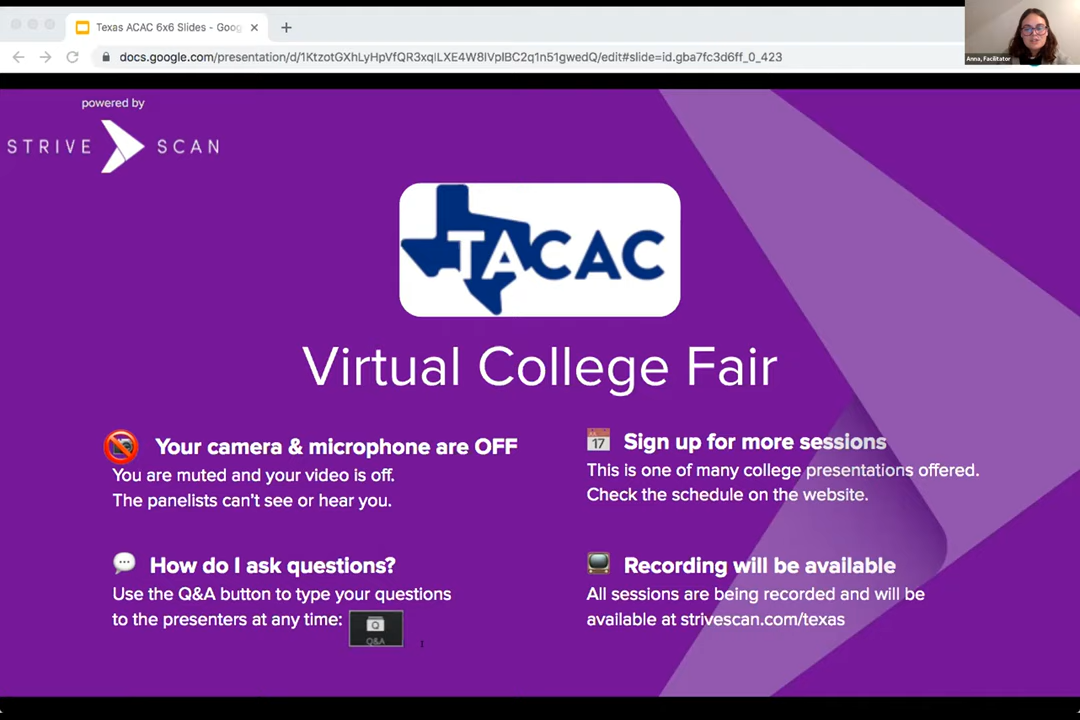 Texas ACAC 6x6 Slides - Goog
docs.google.com/presentation/d/1KtzotGXhLyHpVfQR3xqILXE4W8lVplBC2q1n51gwedQ/edit#slide=id.gba7fc3d6ff_0_423
Anna, Facilitator
powered by
STRIVE SCAN
TACAC
Virtual College Fair
Your camera & microphone are OFF
You are muted and your video is off.
The panelists can't see or hear you.
How do I ask questions?
Use the Q&A button to type your questions
to the presenters at any time:
Q&A
17
Sign up for more sessions
This is one of many college presentations offered.
Check the schedule on the website.
Recording will be available
All sessions are being recorded and will be
available at strivescan.com/texas